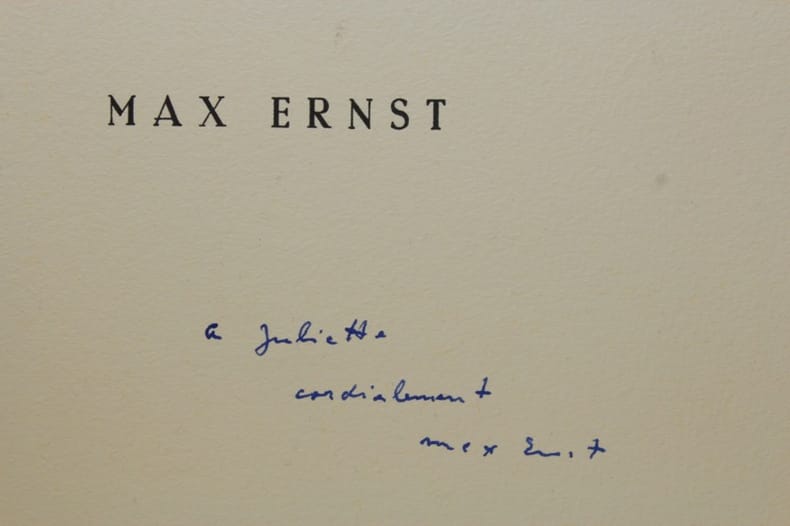 MAX ERNST
a Juliette
cordialement
max Ernst